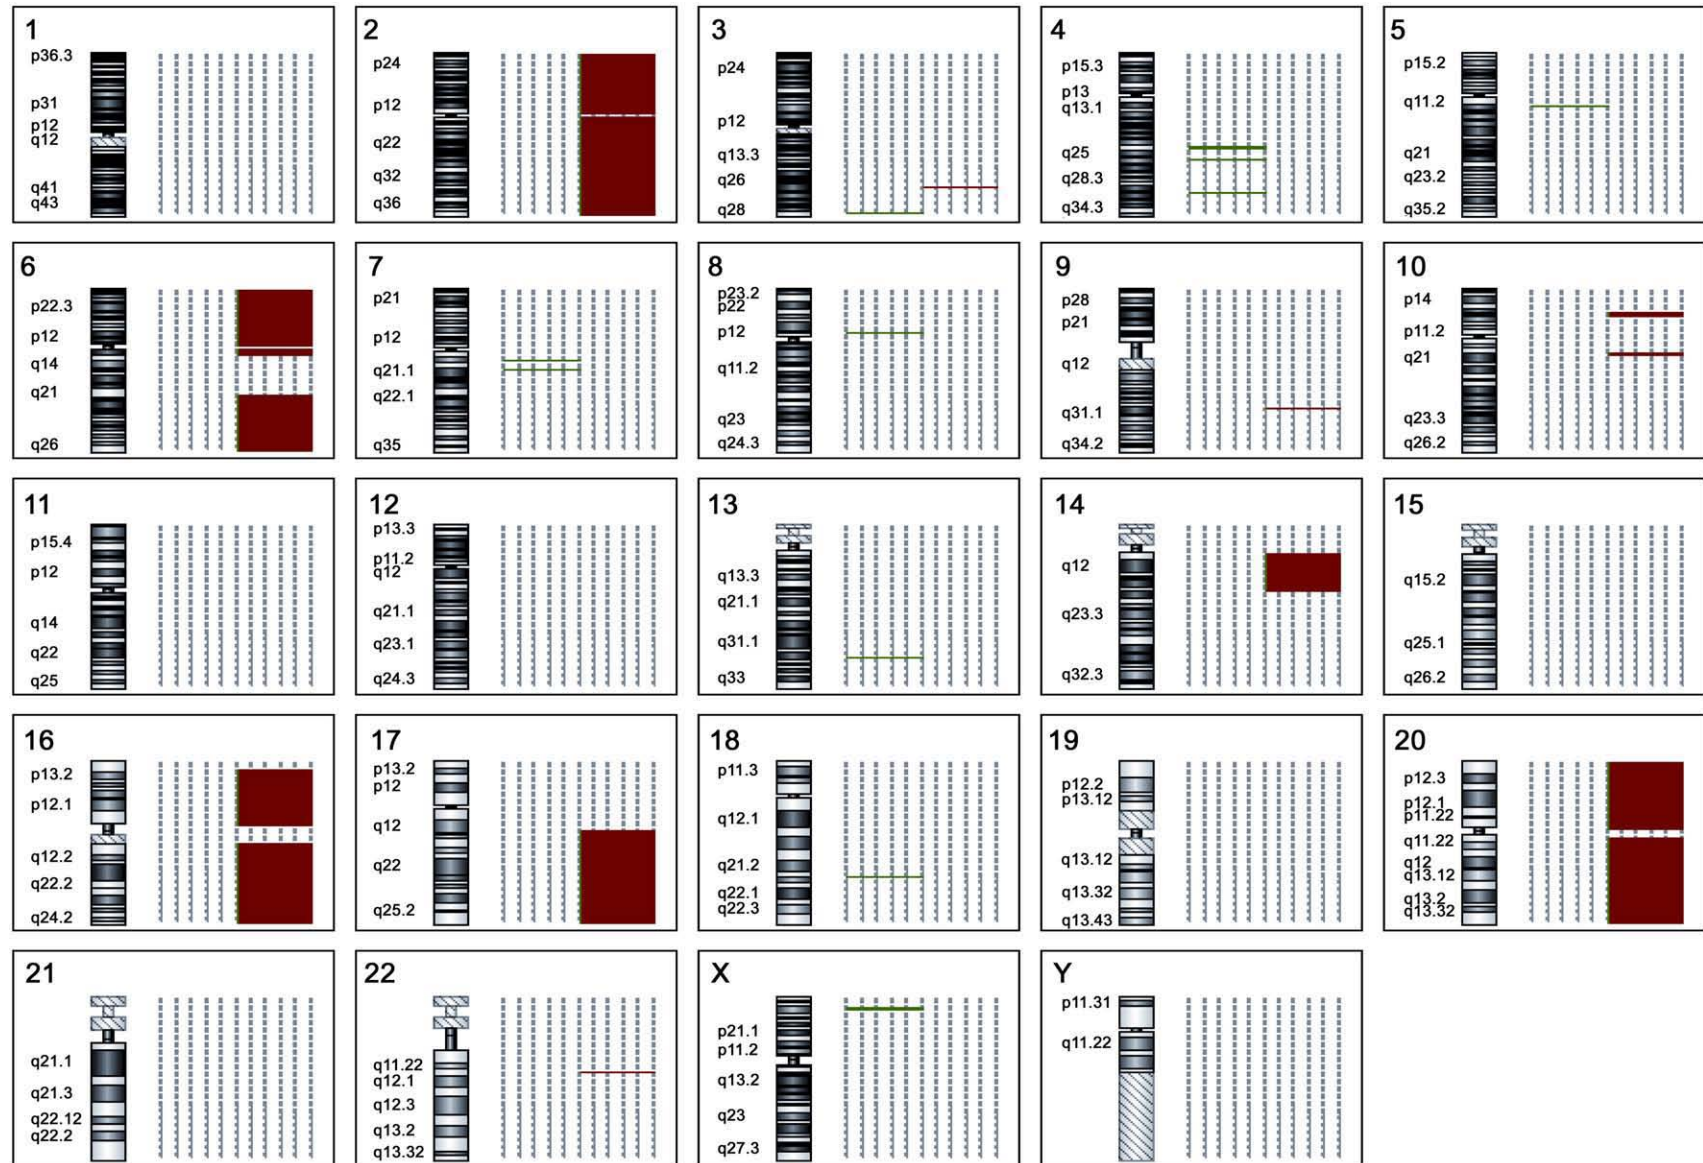 1
p36.3
p31
p12
q12
q41
q43
2
p24
p12
q22
q32
q36
3
p24
p12
q13.3
q26
q28
4
p15.3
p13
q13.1
q25
q28.3
q34.3
5
p15.2
q11.2
q21
q23.2
q35.2
6
p22.3
p12
q14
q21
q26
7
p21
p12
q21.1
q22.1
q35
8
p23.2
p22
p12
q11.2
q23
q24.3
9
p28
p21
q12
q31.1
q34.2
10
p14
p11.2
q21
q23.3
q26.2
11
p15.4
p12
q14
q22
q25
12
p13.3
p11.2
q12
q21.1
q23.1
q24.3
13
q13.3
q21.1
q31.1
q33
14
q12
q23.3
q32.3
15
q15.2
q25.1
q26.2
16
p13.2
p12.1
q12.2
q22.2
q24.2
17
p13.2
p12
q12
q22
q25.2
18
p11.3
q12.1
q21.2
q22.1
q22.3
19
p12.2
p13.12
q13.12
q13.32
q13.43
20
p12.3
p12.1
p11.22
q11.22
q12
q13.12
q13.2
q13.32
21
q21.1
q21.3
q22.12
q22.2
22
q11.22
q12.1
q12.3
q13.2
q13.32
X
p21.1
p11.2
q13.2
q23
q27.3
Y
p11.31
q11.22